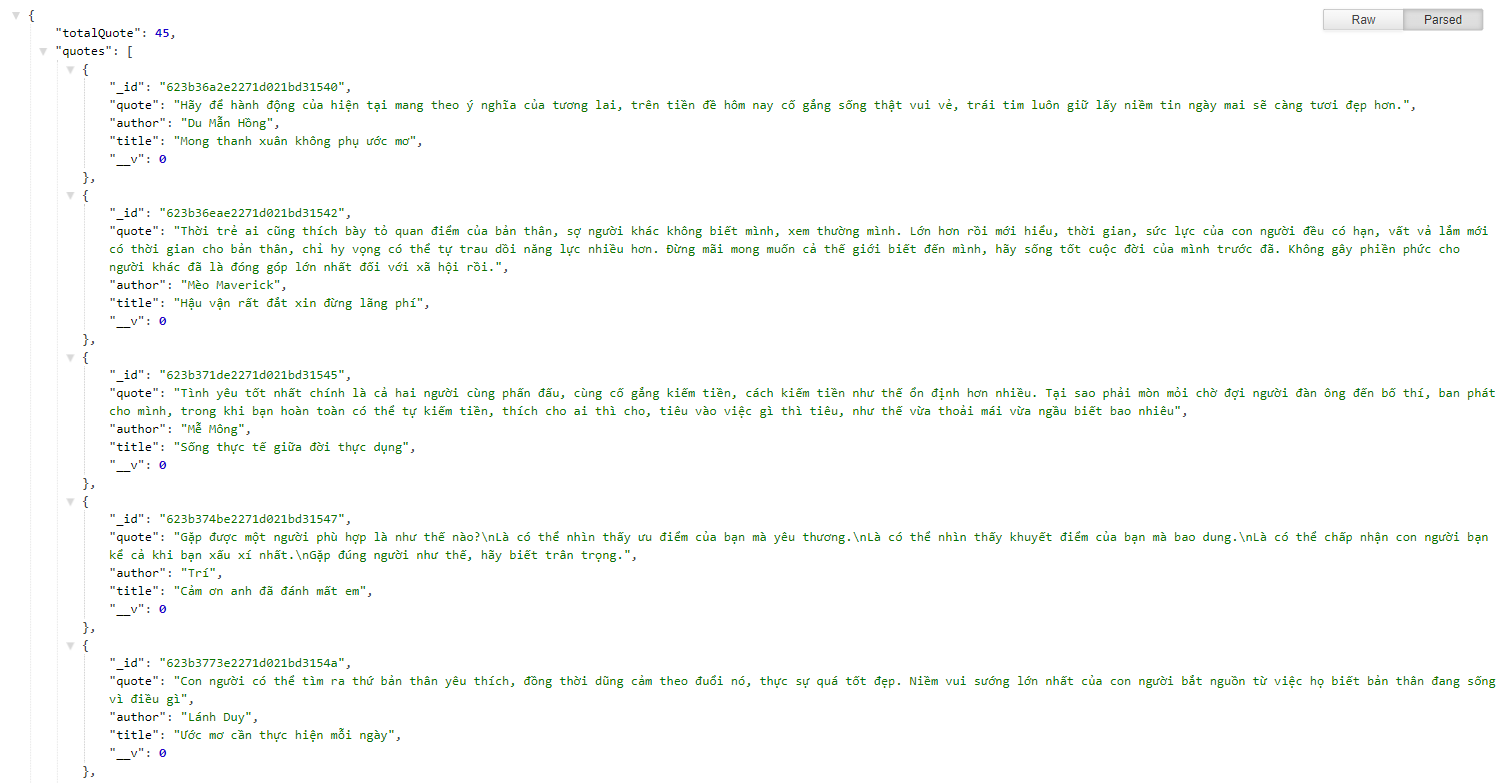 {
Raw
Parsed
"totalQuote": 45,
"quotes": [
{
"_id": "623b36a2e2271d021bd31540",
"quote": "Hãy để hành động của hiện tại mang theo ý nghĩa của tương lai, trên tiền đề hôm nay cố gắng sống thật vui vẻ, trái tim luôn giữ lấy niềm tin ngày mai sẽ càng tươi đẹp hơn.",
"author": "Du Mẫn Hồng",
"title": "Mong thanh xuân không phụ ước mơ",
"__v": 0
},
{
"_id": "623b36eae2271d021bd31542",
"quote": "Thời trẻ ai cũng thích bày tỏ quan điểm của bản thân, sợ người khác không biết mình, xem thường mình. Lớn hơn rồi mới hiểu, thời gian, sức lực của con người đều có hạn, vất vả lắm mới
có thời gian cho bản thân, chỉ hy vọng có thể tự trau dồi năng lực nhiều hơn. Đừng mãi mong muốn cả thế giới biết đến mình, hãy sống tốt cuộc đời của mình trước đã. Không gây phiền phức cho
người khác đã là đóng góp lớn nhất đối với xã hội rồi.",
"author": "Mèo Maverick",
"title": "Hậu vận rất đắt xin đừng lãng phí",
"__v": 0
},
{
"_id": "623b371de2271d021bd31545",
"quote": "Tình yêu tốt nhất chính là cả hai người cùng phấn đấu, cùng cố gắng kiếm tiền, cách kiếm tiền như thế ổn định hơn nhiều. Tại sao phải mòn mỏi chờ đợi người đàn ông đến bố thí, ban phát
cho mình, trong khi bạn hoàn toàn có thể tự kiếm tiền, thích cho ai thì cho, tiêu vào việc gì thì tiêu, như thế vừa thoải mái vừa ngầu biết bao nhiêu",
"author": "Mễ Mông",
"title": "Sống thực tế giữa đời thực dụng",
"__v": 0
},
{
"_id": "623b374be2271d021bd31547",
"quote": "Gặp được một người phù hợp là như thế nào?\nLà có thể nhìn thấy ưu điểm của bạn mà yêu thương.\nLà có thể nhìn thấy khuyết điểm của bạn mà bao dung.\nLà có thể chấp nhận con người bạn
kể cả khi bạn xấu xí nhất.\nGặp đúng người như thế, hãy biết trân trọng.",
"author": "Trí",
"title": "Cảm ơn anh đã đánh mất em",
"__v": 0
},
{
"_id": "623b3773e2271d021bd3154a",
"quote": "Con người có thể tìm ra thứ bản thân yêu thích, đồng thời dũng cảm theo đuổi nó, thực sự quá tốt đẹp. Niềm vui sướng lớn nhất của con người bắt nguồn từ việc họ biết bản thân đang sống
vì điều gì",
"author": "Lánh Duy",
"title": "Ước mơ cần thực hiện mỗi ngày",
"__v": 0
},